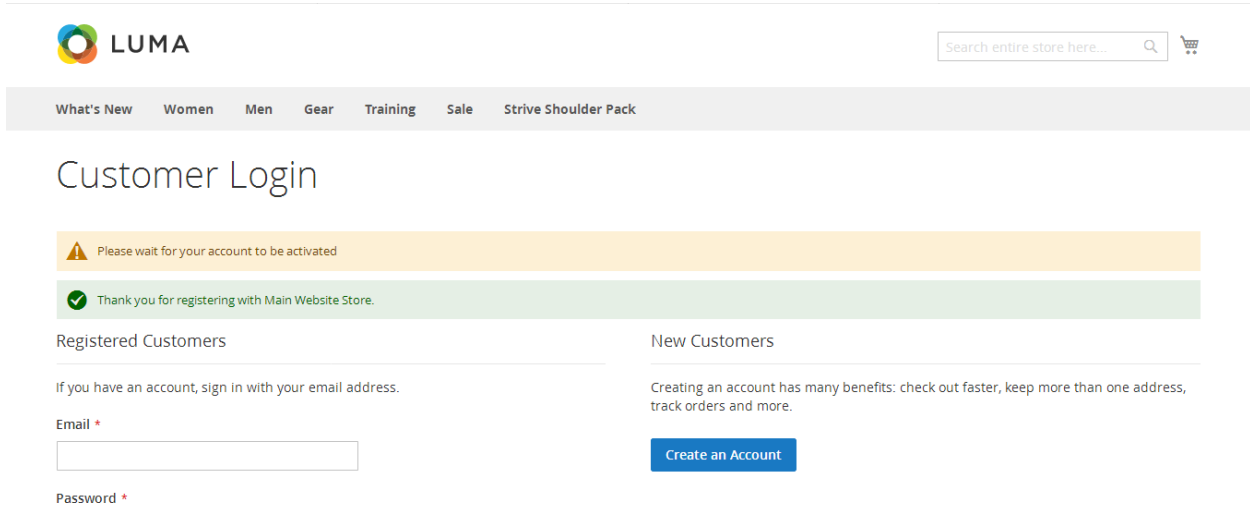 LUMA
Search entire store here...
What's New Women Men Gear Training Sale Strive Shoulder Pack
Customer Login
Please wait for your account to be activated
Thank you for registering with Main Website Store.
Registered Customers
If you have an account, sign in with your email address.
Email *
Password *
New Customers
Creating an account has many benefits: check out faster, keep more than one address,
track orders and more.
Create an Account